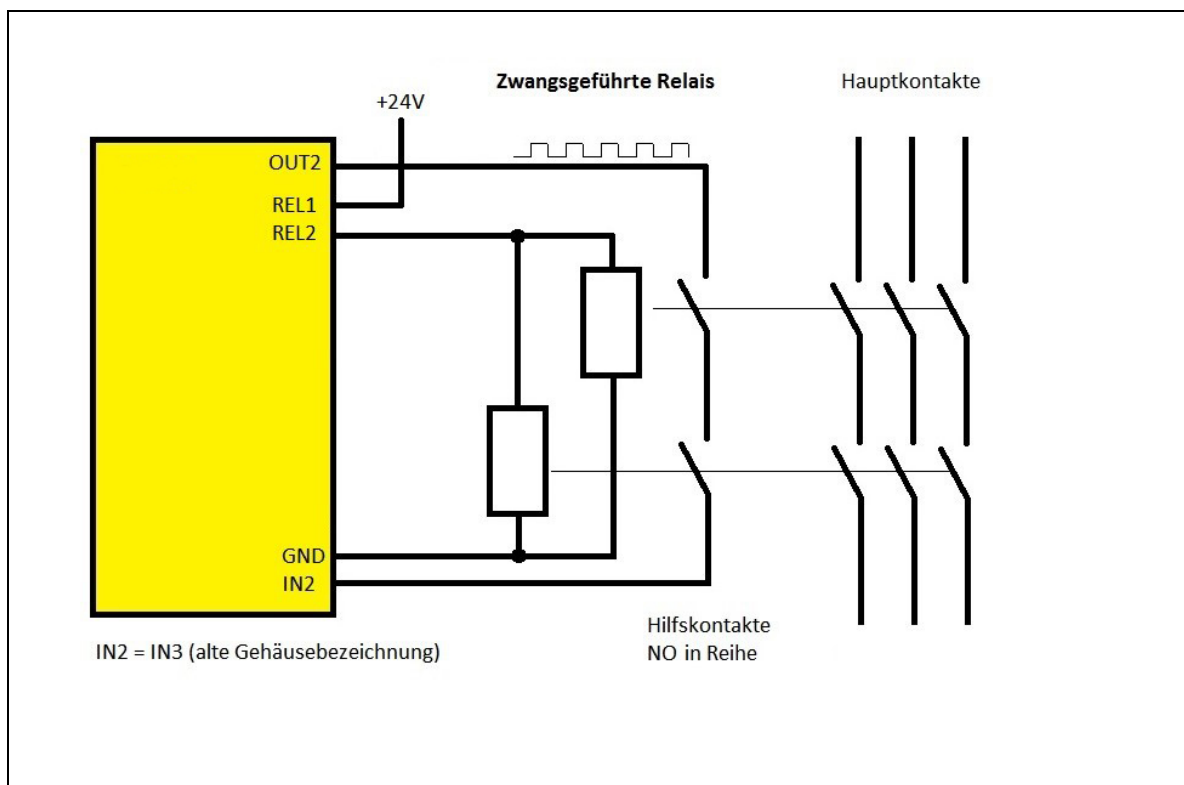 Zwangsgeführte Relais
Hauptkontakte
+24V
OUT2
REL1
REL2
GND
IN2
Hilfskontakte
NO in Reihe
IN2 = IN3 (alte Gehäusebezeichnung)